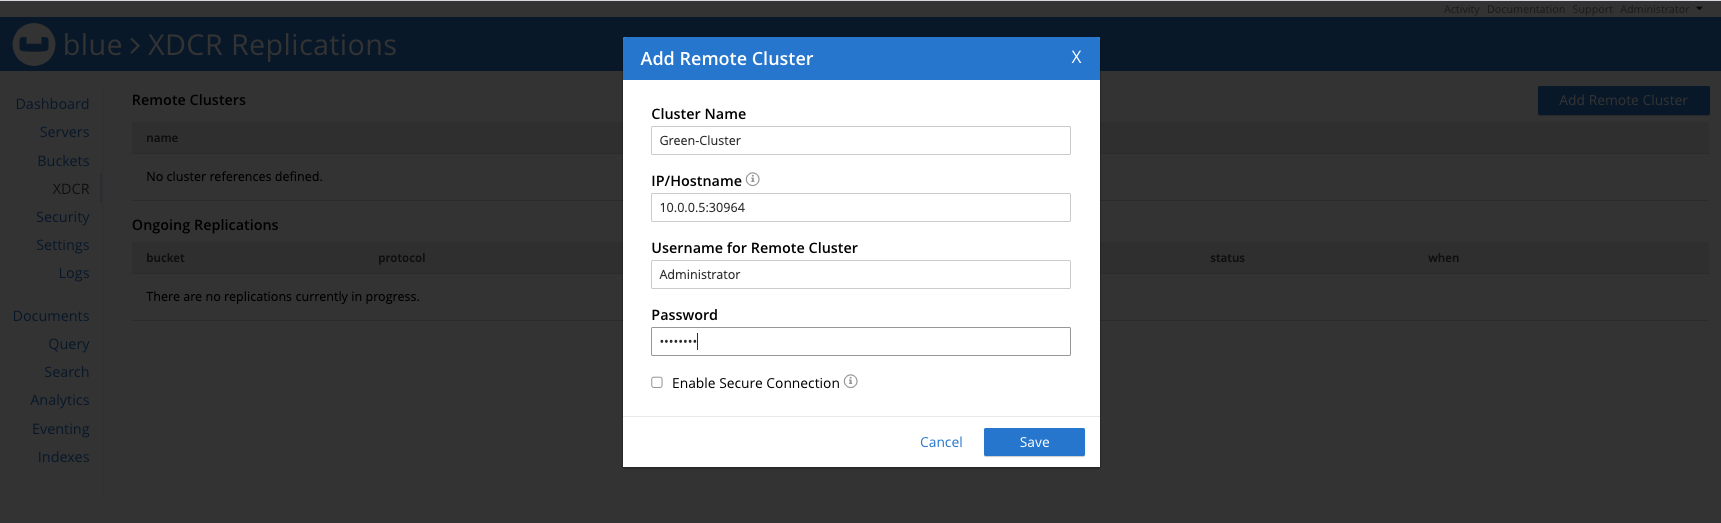 Activity Documentation Support Administrator
blue > XDCR Replications
Add Remote Cluster X
Cluster Name
Green-Cluster
IP/Hostname
10.0.0.5:30964
Username for Remote Cluster
Administrator
Password
••••••••
Enable Secure Connection
Cancel Save
Dashboard
Servers
Buckets
XDCR
Security
Settings
Logs
Documents
Query
Search
Analytics
Eventing
Indexes
Remote Clusters
Add Remote Cluster
name
No cluster references defined.
Ongoing Replications
bucket protocol status when
There are no replications currently in progress.